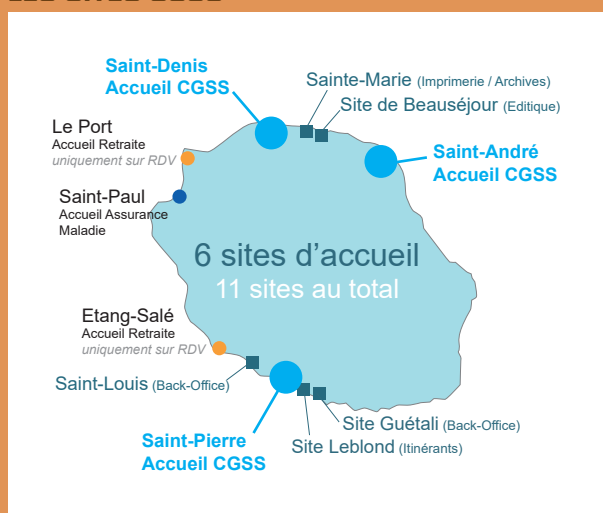 Saint-Denis
Accueil CGSS
Sainte-Marie (Imprimerie / Archives)
Site de Beauséjour (Editique)
Le Port
Accueil Retraite
uniquement sur RDV
Saint-André
Accueil CGSS
Saint-Paul
Accueil Assurance
Maladie
6 sites d'accueil
11 sites au total
Etang-Salé
Accueil Retraite
uniquement sur RDV
Saint-Louis (Back-Office)
Site Guétali (Back-Office)
Saint-Pierre
Accueil CGSS
Site Leblond (Itinérants)